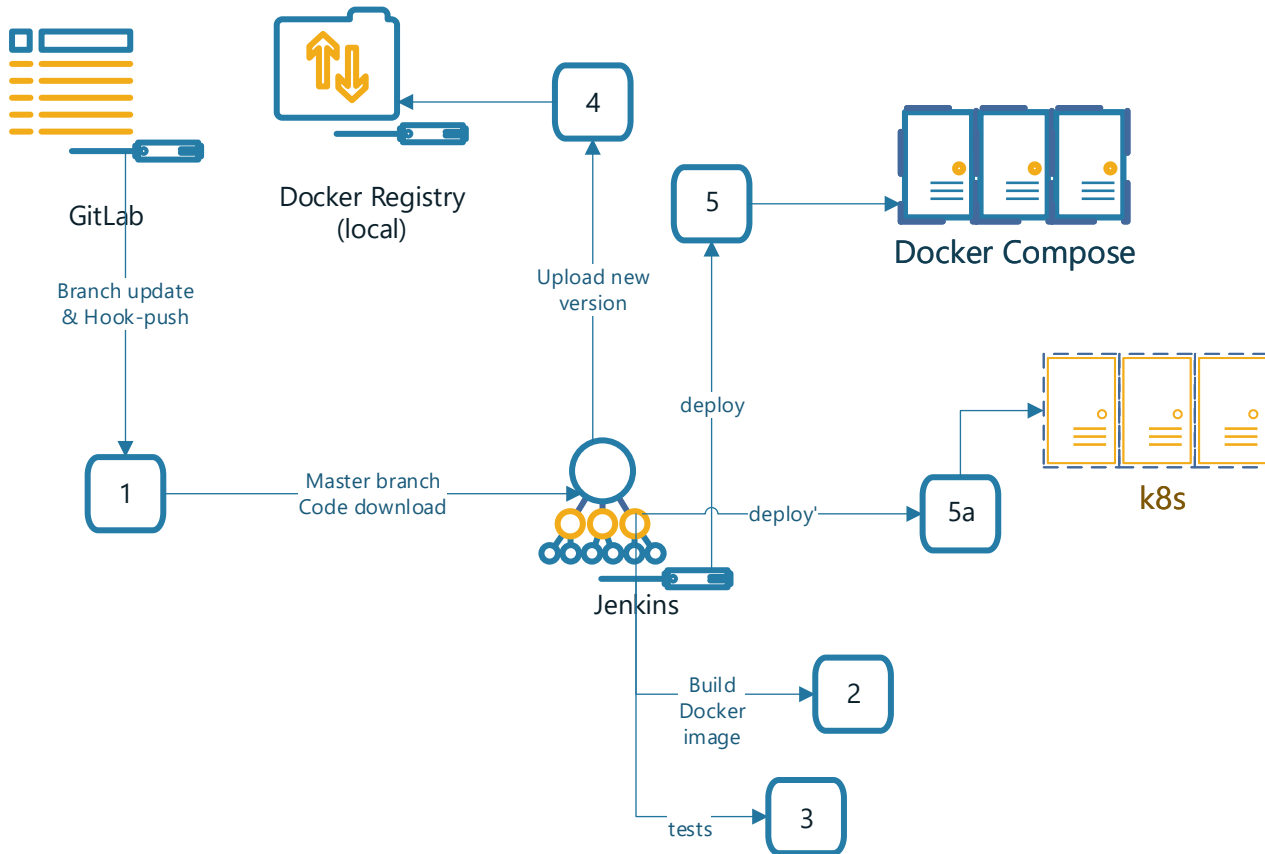 4
5
GitLab
Docker Registry
(local)
Docker Compose
Branch update
& Hook-push
Upload new
version
deploy
1
Master branch
Code download
deploy'
5a
k8s
Jenkins
Build
Docker
image
2
tests
3